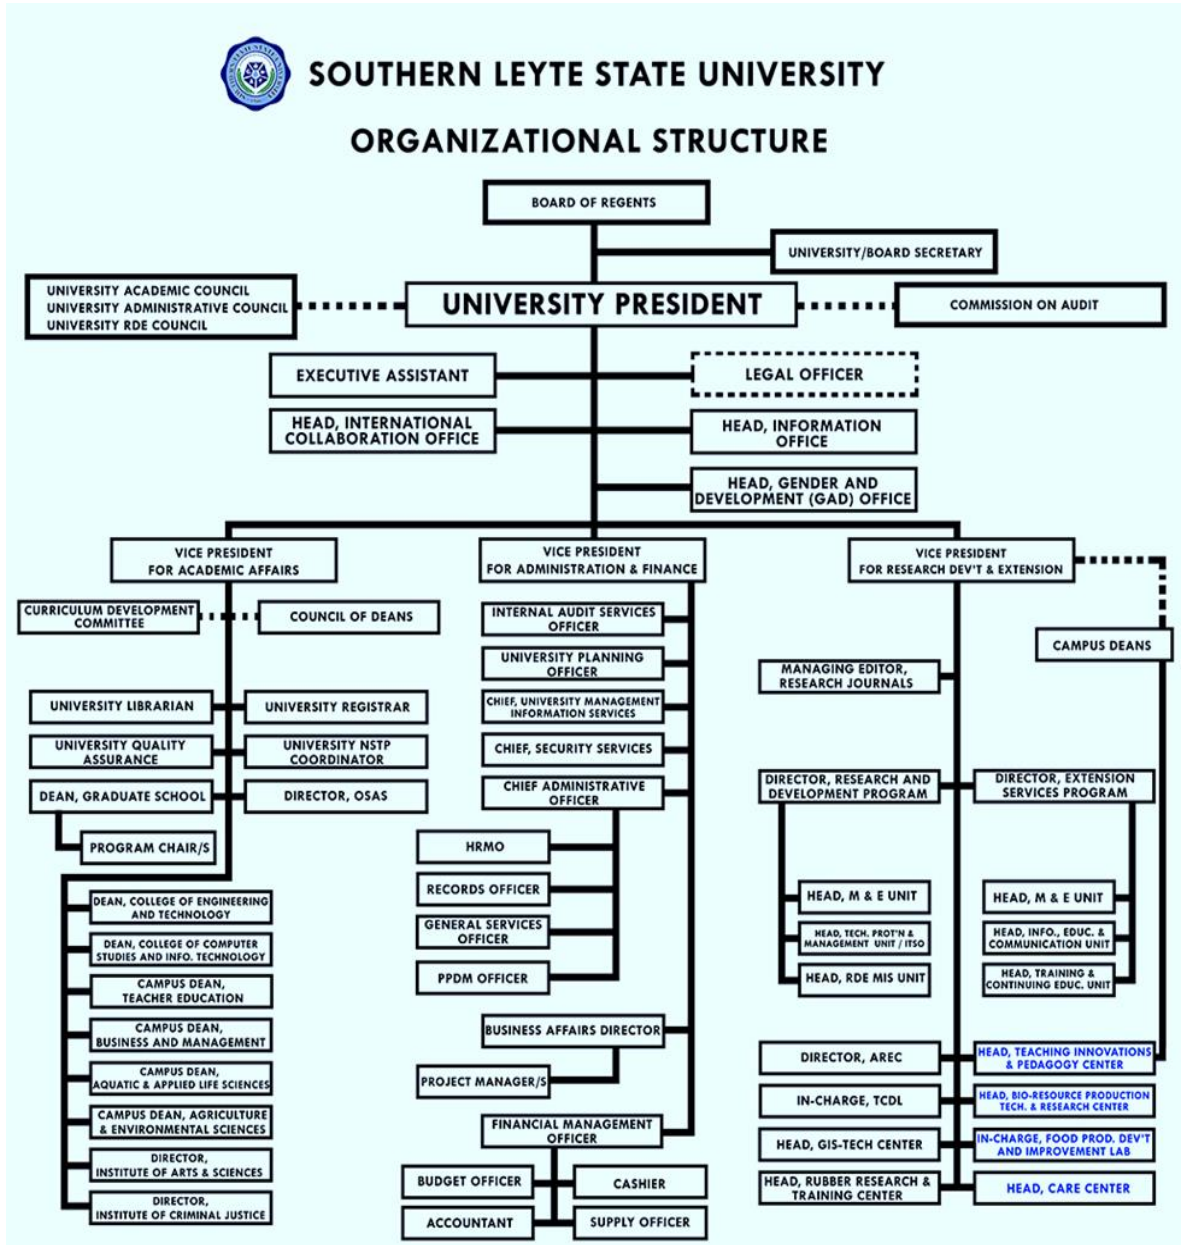 SOUTHERN LEYTE STATE UNIVERSITY
ORGANIZATIONAL STRUCTURE
BOARD OF REGENTS
UNIVERSITY/BOARD SECRETARY
UNIVERSITY ACADEMIC COUNCIL
UNIVERSITY ADMINISTRATIVE COUNCIL
UNIVERSITY RDE COUNCIL
UNIVERSITY PRESIDENT
COMMISSION ON AUDIT
EXECUTIVE ASSISTANT
LEGAL OFFICER
HEAD, INTERNATIONAL
COLLABORATION OFFICE
HEAD, INFORMATION
OFFICE
HEAD, GENDER AND
DEVELOPMENT (GAD) OFFICE
VICE PRESIDENT
FOR ACADEMIC AFFAIRS
CURRICULUM DEVELOPMENT
COMMITTEE
COUNCIL OF DEANS
UNIVERSITY LIBRARIAN
UNIVERSITY REGISTRAR
UNIVERSITY QUALITY
ASSURANCE
UNIVERSITY NSTP
COORDINATOR
DEAN, GRADUATE SCHOOL
DIRECTOR, OSAS
PROGRAM CHAIR/S
DEAN, COLLEGE OF ENGINEERING
AND TECHNOLOGY
DEAN, COLLEGE OF COMPUTER
STUDIES AND INFO. TECHNOLOGY
CAMPUS DEAN,
TEACHER EDUCATION
CAMPUS DEAN,
BUSINESS AND MANAGEMENT
CAMPUS DEAN,
AQUATIC & APPLIED LIFE SCIENCES
CAMPUS DEAN, AGRICULTURE
& ENVIRONMENTAL SCIENCES
DIRECTOR,
INSTITUTE OF ARTS & SCIENCES
DIRECTOR,
INSTITUTE OF CRIMINAL JUSTICE
VICE PRESIDENT
FOR ADMINISTRATION & FINANCE
INTERNAL AUDIT SERVICES
OFFICER
UNIVERSITY PLANNING
OFFICER
CHIEF, UNIVERSITY MANAGEMENT
INFORMATION SERVICES
CHIEF, SECURITY SERVICES
CHIEF ADMINISTRATIVE
OFFICER
HRMO
RECORDS OFFICER
GENERAL SERVICES
OFFICER
PPDM OFFICER
BUSINESS AFFAIRS DIRECTOR
PROJECT MANAGER/S
FINANCIAL MANAGEMENT
OFFICER
BUDGET OFFICER
CASHIER
ACCOUNTANT
SUPPLY OFFICER
VICE PRESIDENT
FOR RESEARCH DEV'T & EXTENSION
CAMPUS DEANS
MANAGING EDITOR,
RESEARCH JOURNALS
DIRECTOR, RESEARCH AND
DEVELOPMENT PROGRAM
DIRECTOR, EXTENSION
SERVICES PROGRAM
HEAD, M & E UNIT
HEAD, TECH. PROT'N &
MANAGEMENT UNIT / ITSO
HEAD, RDE MIS UNIT
HEAD, M & E UNIT
HEAD, INFO., EDUC. &
COMMUNICATION UNIT
HEAD, TRAINING &
CONTINUING EDUC. UNIT
DIRECTOR, AREC
HEAD, TEACHING INNOVATIONS
& PEDAGOGY CENTER
IN-CHARGE, TCDL
HEAD, BIO-RESOURCE PRODUCTION
TECH. & RESEARCH CENTER
HEAD, GIS-TECH CENTER
IN-CHARGE, FOOD PROD. DEV'T
AND IMPROVEMENT LAB
HEAD, RUBBER RESEARCH &
TRAINING CENTER
HEAD, CARE CENTER